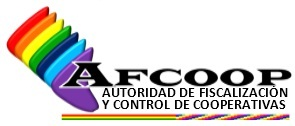 AFCOOP
AUTORIDAD DE FISCALIZACIÓN
Y CONTROL DE COOPERATIVAS